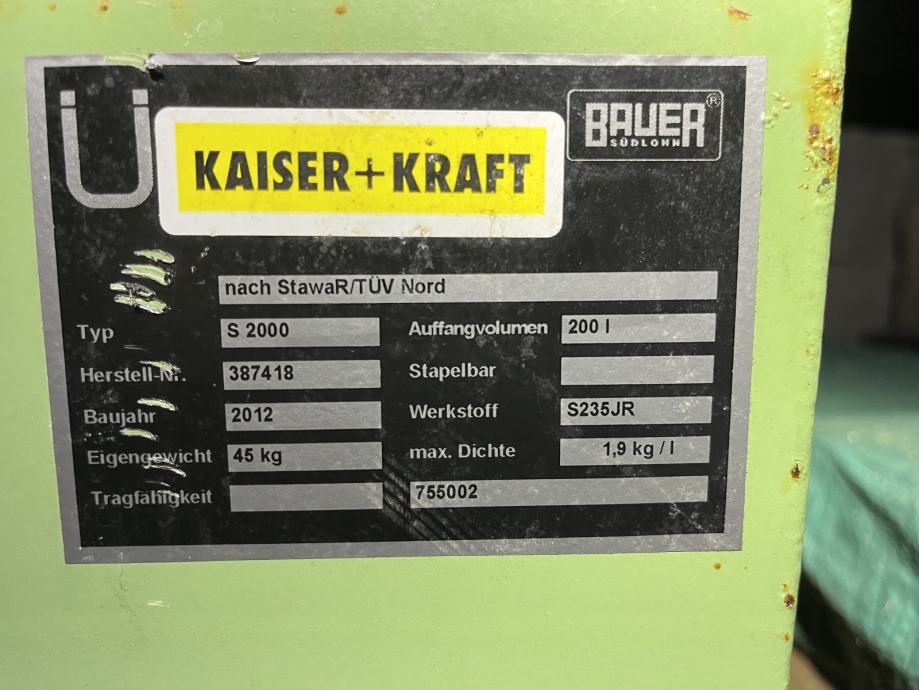 Ü
KAISER+KRAFT
BAUER®
SÜDLOHN
nach StawaR/TÜV Nord
Typ S 2000 Auffangvolumen 200 l
Herstell-Nr. 387418 Stapelbar
Baujahr 2012 Werkstoff S235JR
Eigengewicht 45 kg max. Dichte 1,9 kg / l
Tragfähigkeit 755002